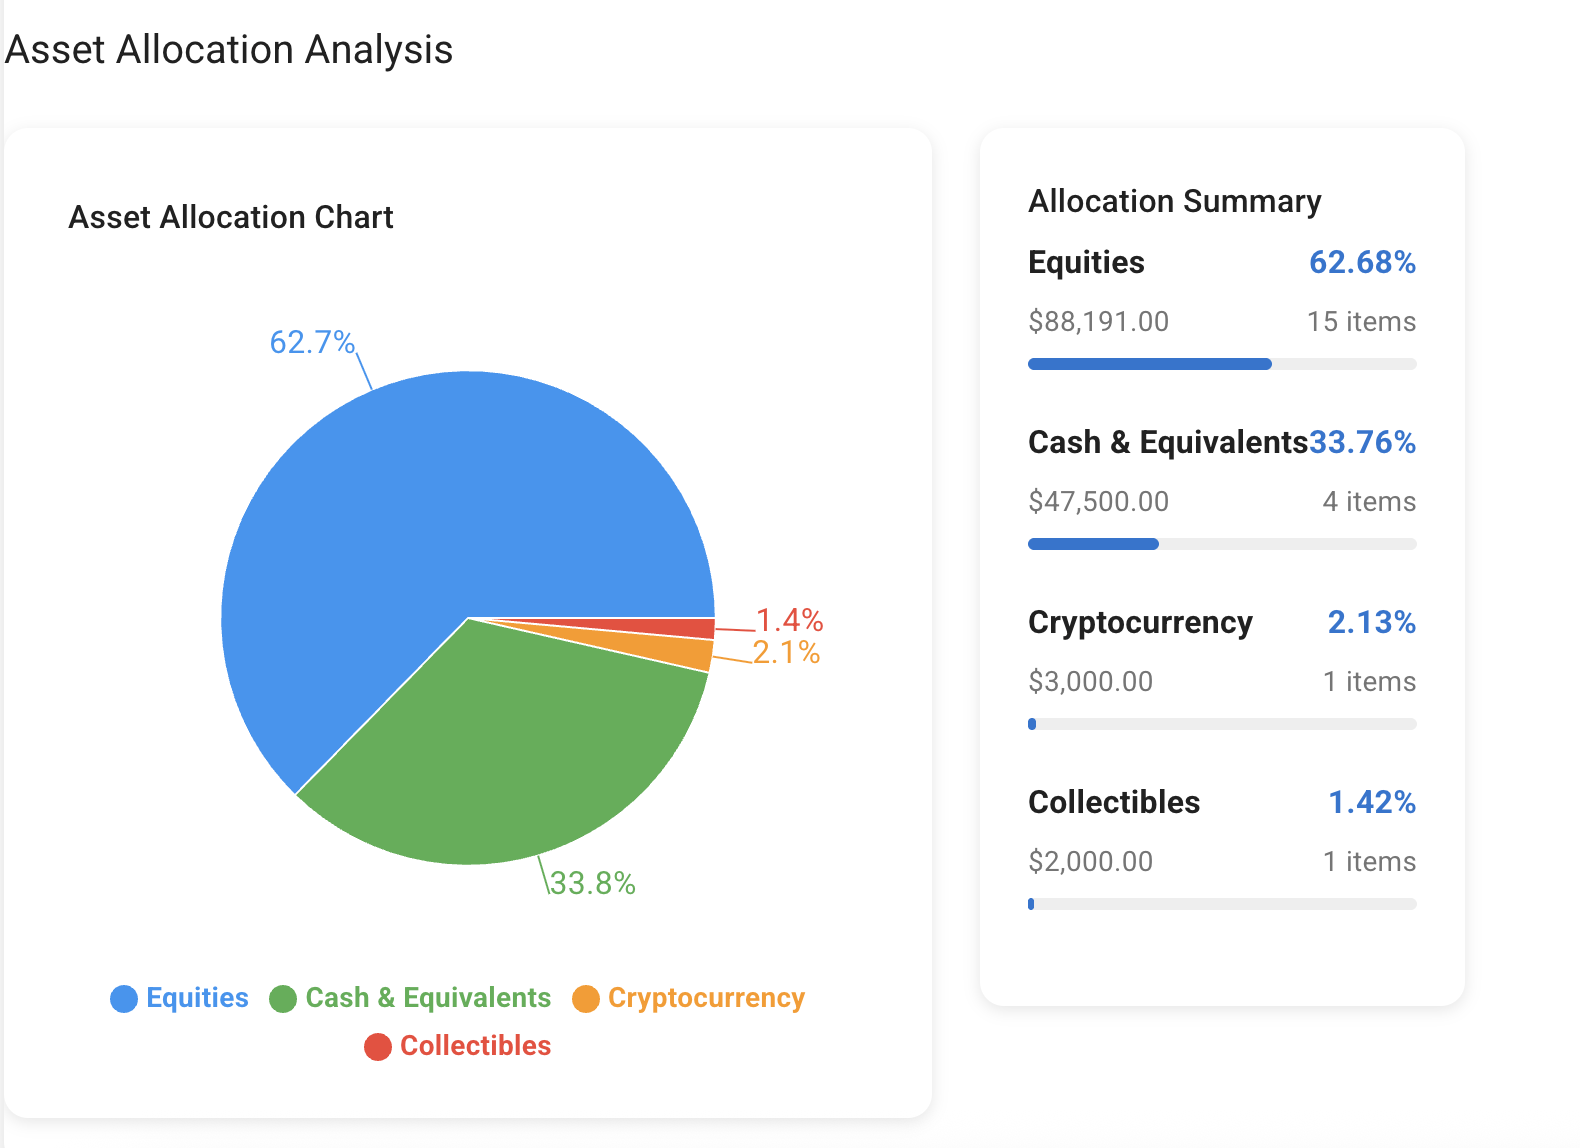 Asset Allocation Analysis
Asset Allocation Chart
62.7%
1.4%
2.1%
33.8%
Equities Cash & Equivalents Cryptocurrency
Collectibles
Allocation Summary
Equities 62.68%
$88,191.00 15 items
Cash & Equivalents 33.76%
$47,500.00 4 items
Cryptocurrency 2.13%
$3,000.00 1 items
Collectibles 1.42%
$2,000.00 1 items